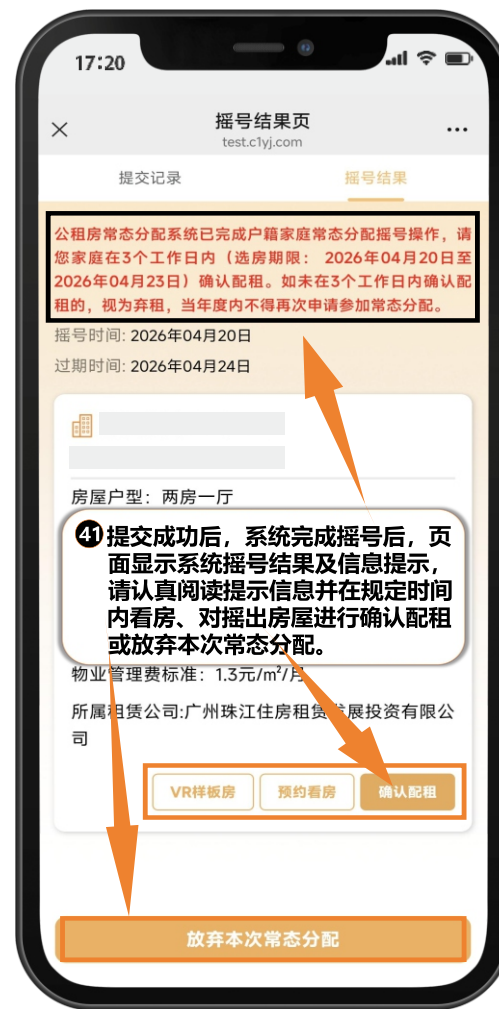 17:20
摇号结果页
test.c1yj.com
提交记录
摇号结果
公租房常态分配系统已完成户籍家庭常态分配摇号操作，请
您家庭在3个工作日内（选房期限： 2026年04月20日至
2026年04月23日）确认配租。如未在3个工作日内确认配
租的，视为弃租，当年度内不得再次申请参加常态分配。
摇号时间: 2026年04月20日
过期时间: 2026年04月24日
房屋户型：两房一厅
41 提交成功后，系统完成摇号后，页
面显示系统摇号结果及信息提示，
请认真阅读提示信息并在规定时间
内看房、对摇出房屋进行确认配租
或放弃本次常态分配。
物业管理费标准：1.3元/m²/月
所属租赁公司:广州珠江住房租赁发展投资有限公
司
VR样板房
预约看房
确认配租
放弃本次常态分配